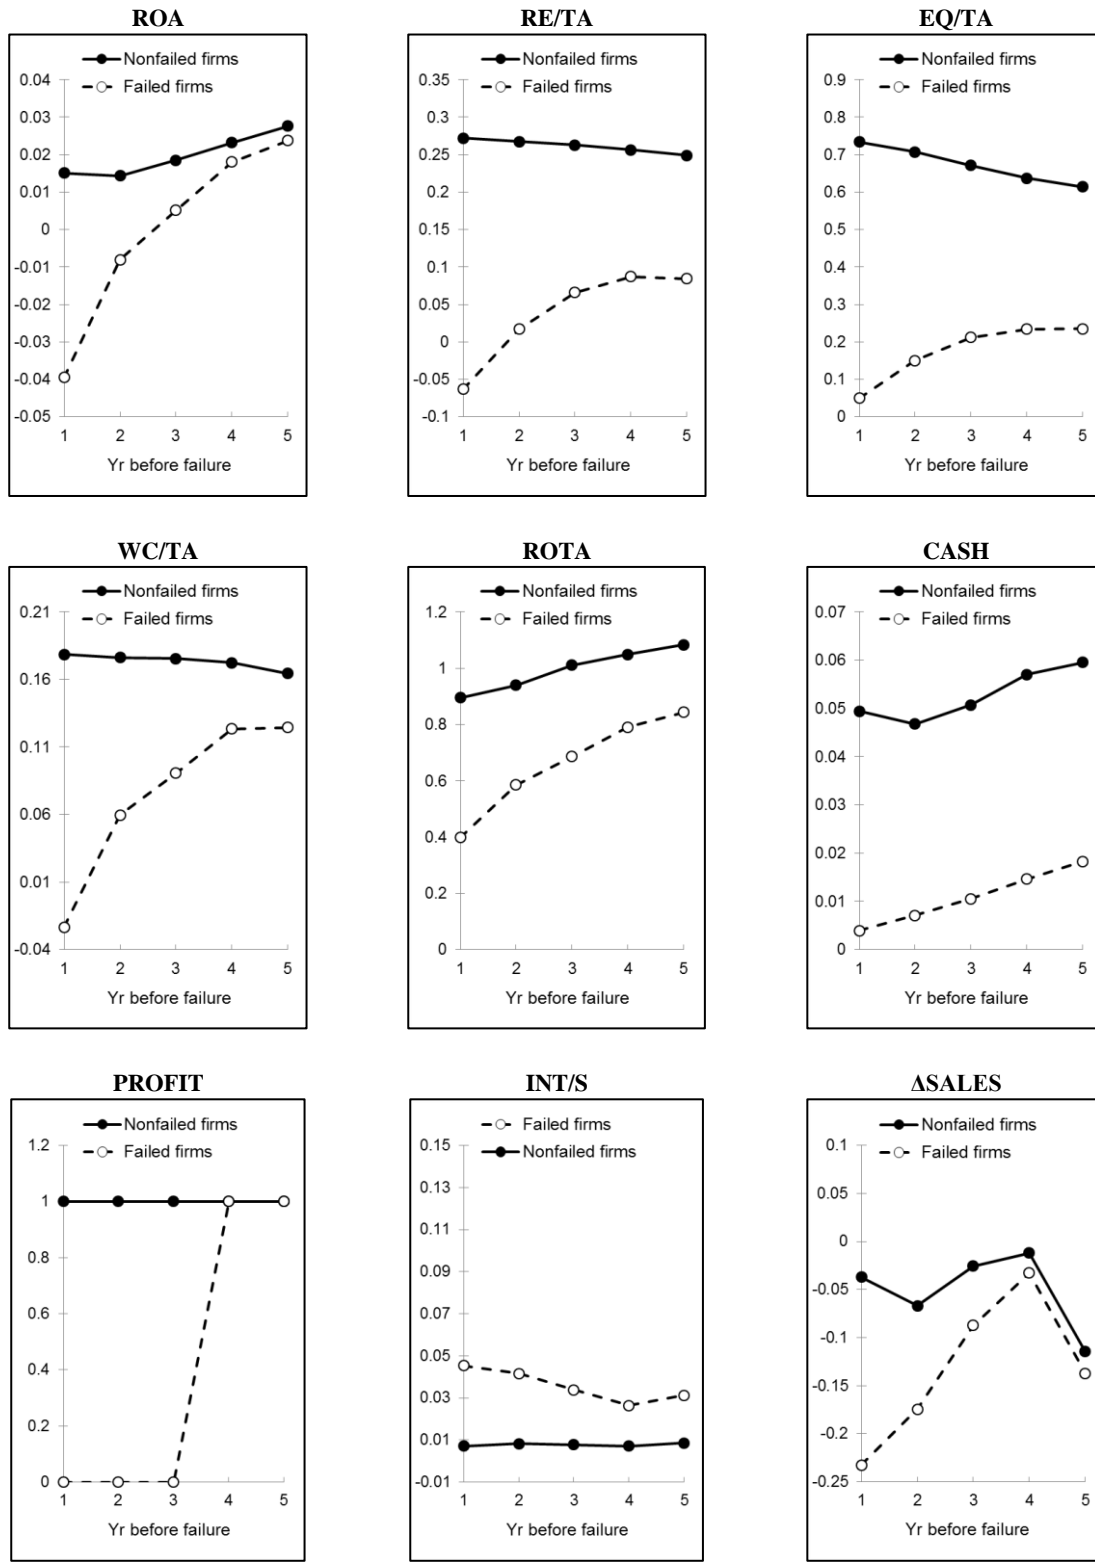 ROA
Nonfailed firms
Failed firms
0.04
0.03
0.02
0.01
0
-0.01
-0.02
-0.03
-0.04
-0.05
1 2 3 4 5
Yr before failure
RE/TA
Nonfailed firms
Failed firms
0.35
0.3
0.25
0.2
0.15
0.1
0.05
0
-0.05
-0.1
1 2 3 4 5
Yr before failure
EQ/TA
Nonfailed firms
Failed firms
0.9
0.8
0.7
0.6
0.5
0.4
0.3
0.2
0.1
0
1 2 3 4 5
Yr before failure
WC/TA
Nonfailed firms
Failed firms
0.21
0.16
0.11
0.06
0.01
-0.04
1 2 3 4 5
Yr before failure
ROTA
Nonfailed firms
Failed firms
1.2
1
0.8
0.6
0.4
0.2
0
1 2 3 4 5
Yr before failure
CASH
Nonfailed firms
Failed firms
0.07
0.06
0.05
0.04
0.03
0.02
0.01
0
1 2 3 4 5
Yr before failure
PROFIT
Nonfailed firms
Failed firms
1.2
1
0.8
0.6
0.4
0.2
0
1 2 3 4 5
Yr before failure
INT/S
Failed firms
Nonfailed firms
0.15
0.13
0.11
0.09
0.07
0.05
0.03
0.01
-0.01
1 2 3 4 5
Yr before failure
ΔSALES
Nonfailed firms
Failed firms
0.1
0.05
0
-0.05
-0.1
-0.15
-0.2
-0.25
1 2 3 4 5
Yr before failure